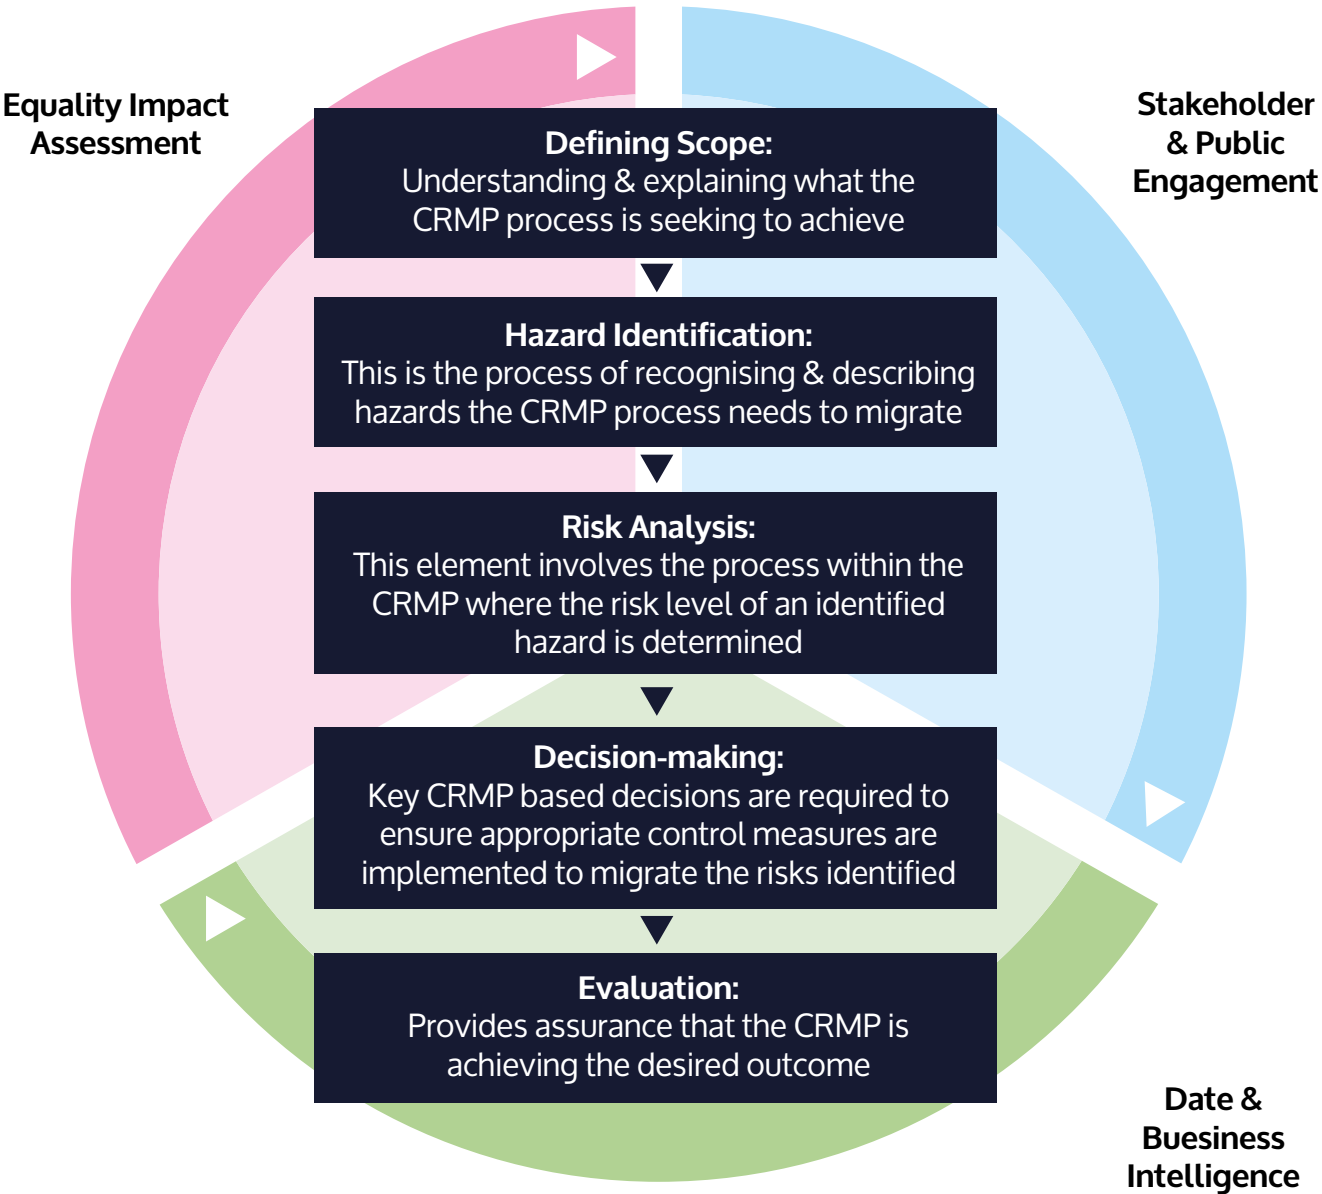 Equality Impact
Assessment
Stakeholder
& Public
Engagement
Defining Scope:
Understanding & explaining what the
CRMP process is seeking to achieve
Hazard Identification:
This is the process of recognising & describing
hazards the CRMP process needs to migrate
Risk Analysis:
This element involves the process within the
CRMP where the risk level of an identified
hazard is determined
Decision-making:
Key CRMP based decisions are required to
ensure appropriate control measures are
implemented to migrate the risks identified
Evaluation:
Provides assurance that the CRMP is
achieving the desired outcome
Date &
Buesiness
Intelligence